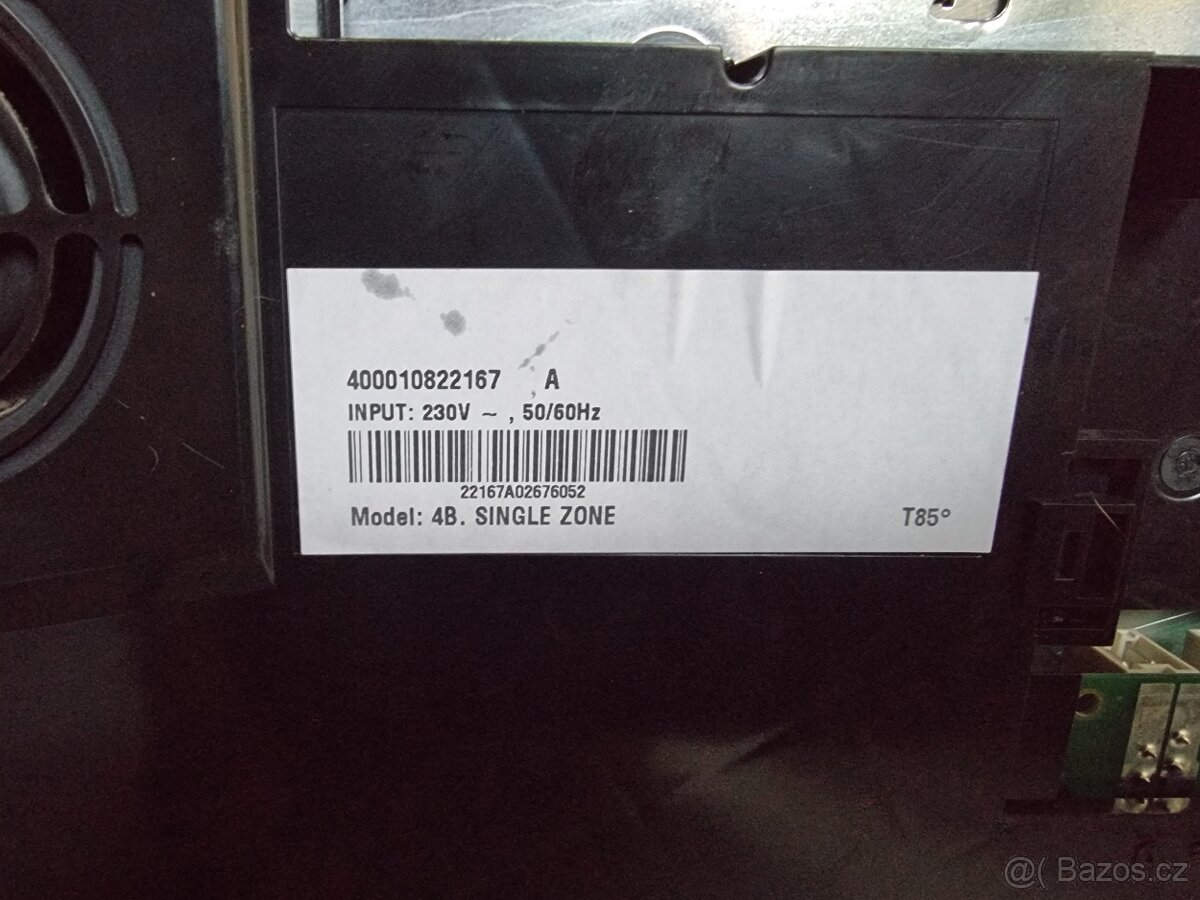 400010822167 A
INPUT: 230V ~ , 50/60Hz
22167A02676052
Model: 4B. SINGLE ZONE
T85°
@( Bazos.cz